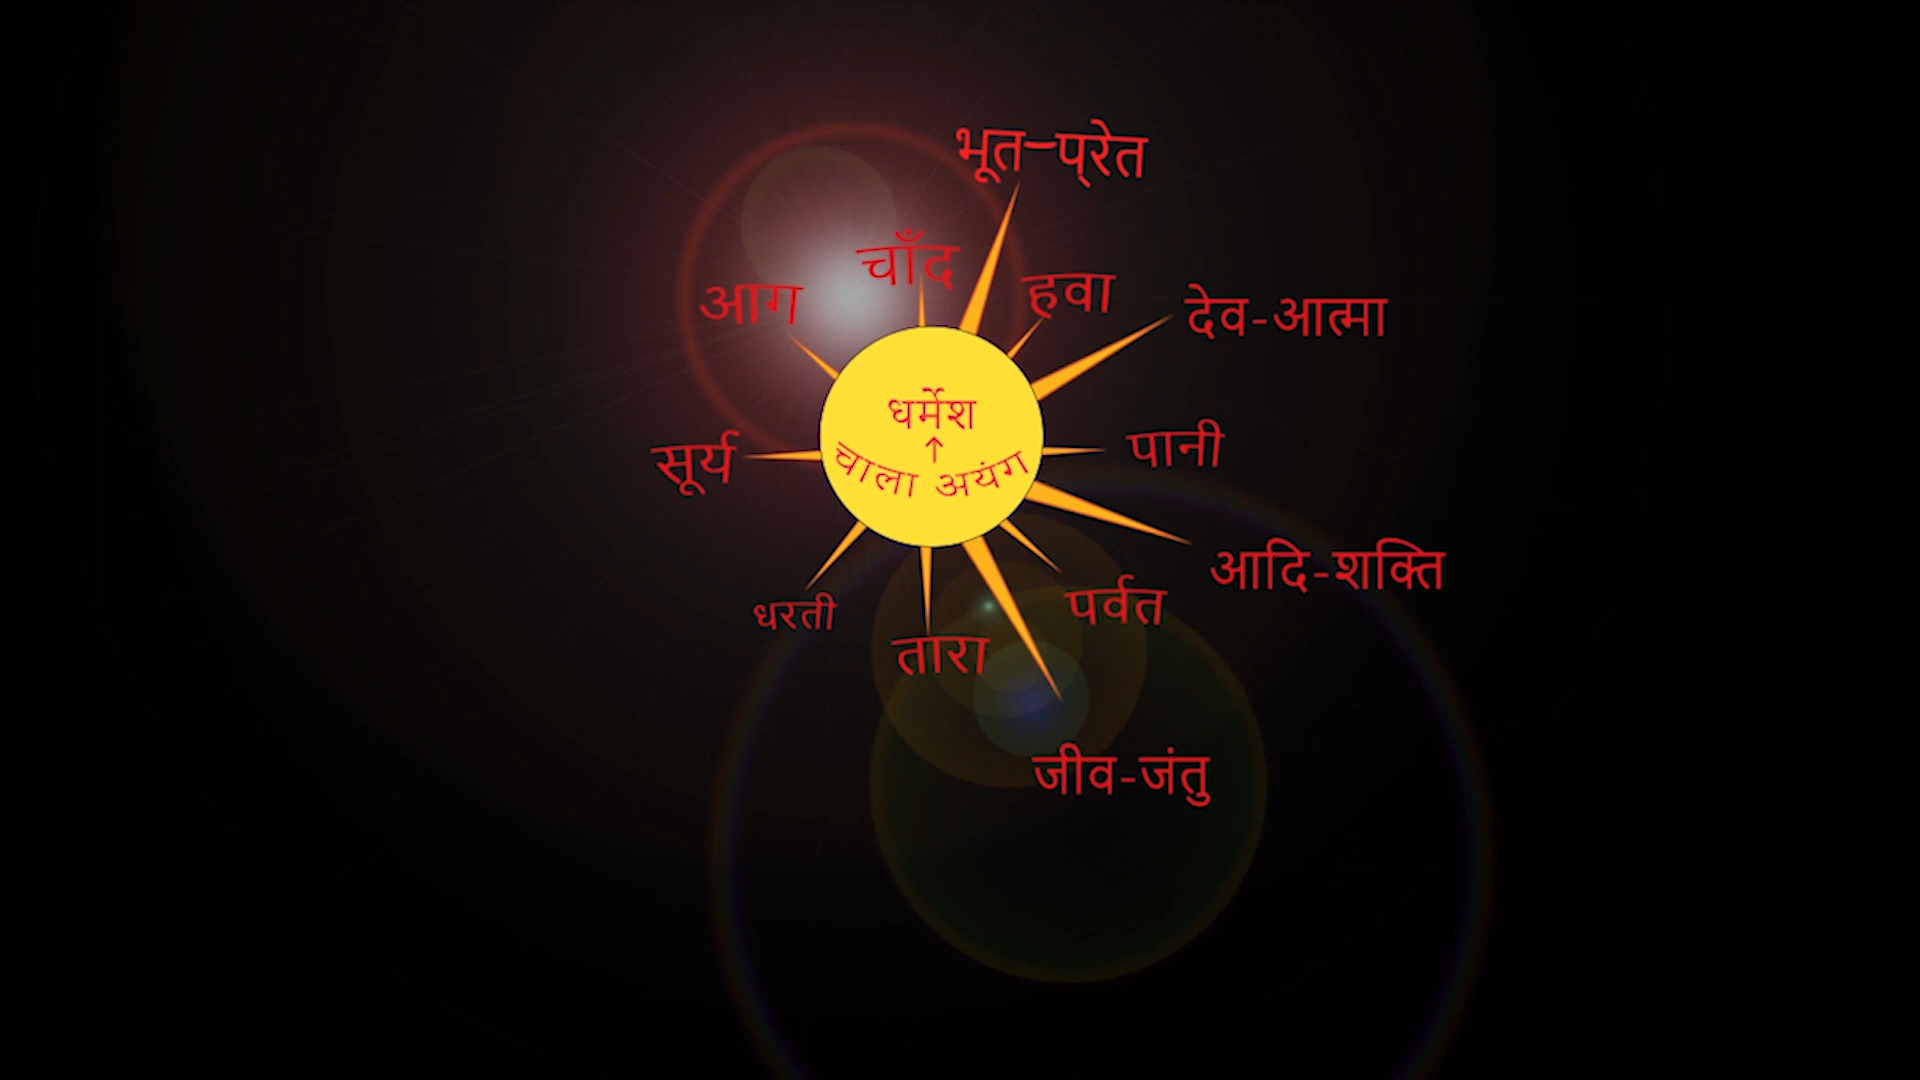 भूत-प्रेत
चाँद
हवा
आग
देव-आत्मा
धर्मेश
↑
चाला अयंग
सूर्य
पानी
आदि-शक्ति
धरती
पर्वत
तारा
जीव-जंतु